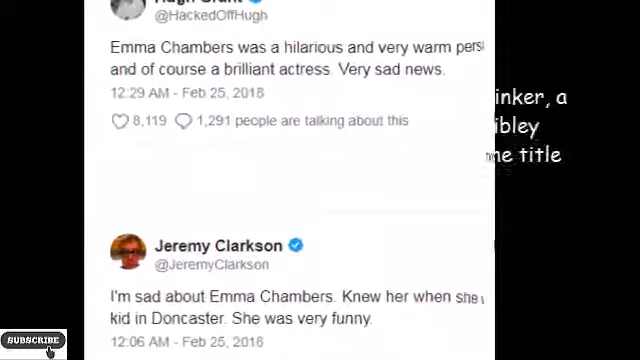 Hugh Grant
@HackedOffHugh
Emma Chambers was a hilarious and very warm pers
and of course a brilliant actress. Very sad news.
12:29 AM - Feb 25, 2018
8,119 1,291 people are talking about this
inker, a
ibley
me title
Jeremy Clarkson
@JeremyClarkson
I'm sad about Emma Chambers. Knew her when she
kid in Doncaster. She was very funny.
12:06 AM - Feb 25, 2018
SUBSCRIBE